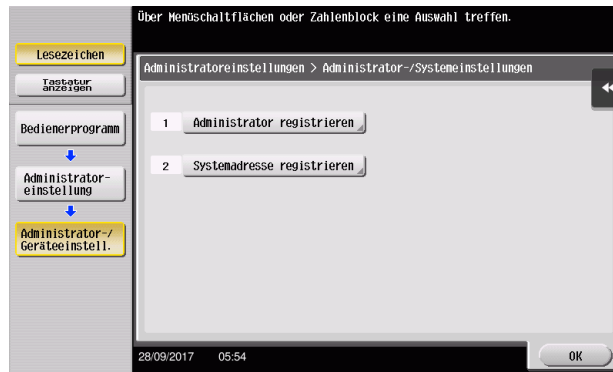 Über Menüschaltflächen oder Zahlenblock eine Auswahl treffen.
Lesezeichen
Tastatur
anzeigen
Bedienerprogramm
Administrator-
einstellung
Administrator-/
Geräteeinstell.
Administratoreinstellungen > Administrator-/Systemeinstellungen
1 Administrator registrieren
2 Systemadresse registrieren
28/09/2017 05:54
OK